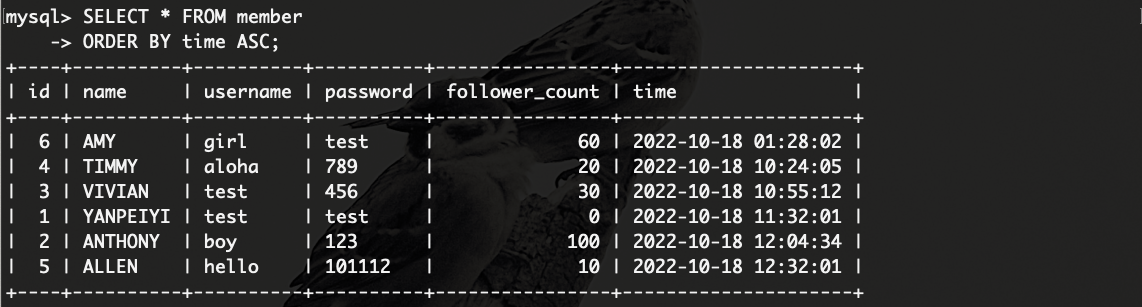 mysql> SELECT * FROM member
    -> ORDER BY time ASC;
+----+----------+----------+----------+----------------+---------------------+
| id | name     | username | password | follower_count | time                |
+----+----------+----------+----------+----------------+---------------------+
|  6 | AMY      | girl     | test     |             60 | 2022-10-18 01:28:02 |
|  4 | TIMMY    | aloha    | 789      |             20 | 2022-10-18 10:24:05 |
|  3 | VIVIAN   | test     | 456      |             30 | 2022-10-18 10:55:12 |
|  1 | YANPEIYI | test     | test     |              0 | 2022-10-18 11:32:01 |
|  2 | ANTHONY  | boy      | 123      |            100 | 2022-10-18 12:04:34 |
|  5 | ALLEN    | hello    | 101112   |             10 | 2022-10-18 12:32:01 |
+----+----------+----------+----------+----------------+---------------------+